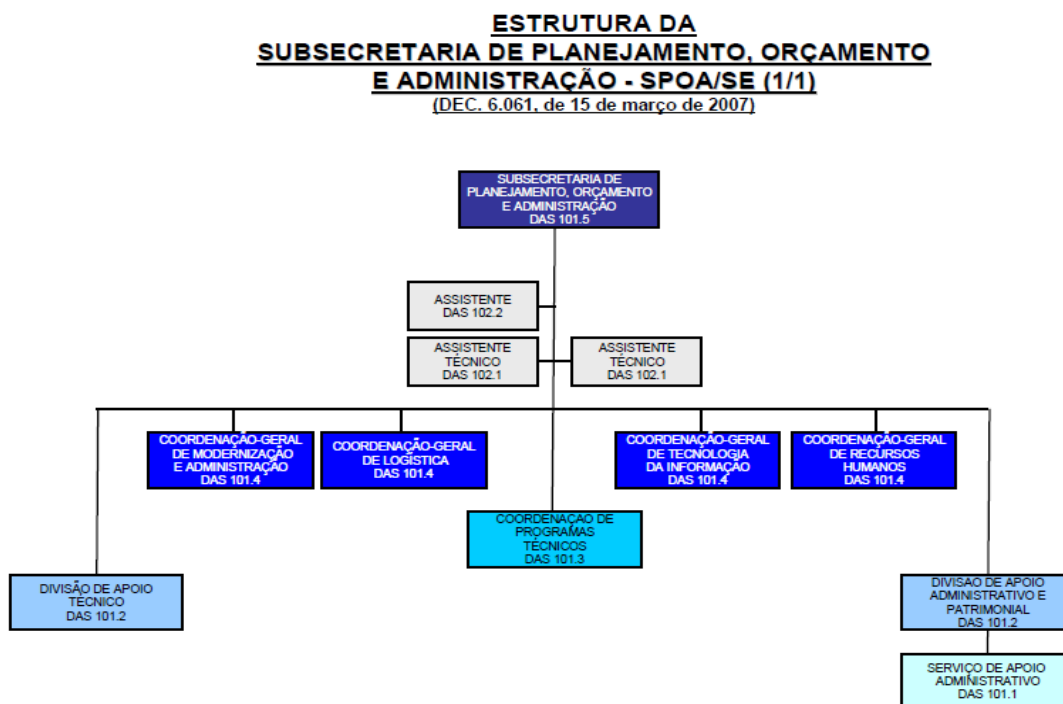 ESTRUTURA DA
SUBSECRETARIA DE PLANEJAMENTO, ORÇAMENTO
E ADMINISTRAÇÃO - SPOA/SE (1/1)
(DEC. 6.061, de 15 de março de 2007)
SUBSECRETARIA DE
PLANEJAMENTO, ORÇAMENTO
E ADMINISTRAÇÃO
DAS 101.5
ASSISTENTE
DAS 102.2
ASSISTENTE
TÉCNICO
DAS 102.1
ASSISTENTE
TÉCNICO
DAS 102.1
COORDENAÇÃO-GERAL
DE MODERNIZAÇÃO
E ADMINISTRAÇÃO
DAS 101.4
COORDENAÇÃO-GERAL
DE LOGÍSTICA
DAS 101.4
COORDENAÇÃO-GERAL
DE TECNOLOGIA
DA INFORMAÇÃO
DAS 101.4
COORDENAÇÃO-GERAL
DE RECURSOS
HUMANOS
DAS 101.4
COORDENAÇÃO DE
PROGRAMAS
TÉCNICOS
DAS 101.3
DIVISÃO DE APOIO
TÉCNICO
DAS 101.2
DIVISÃO DE APOIO
ADMINISTRATIVO E
PATRIMONIAL
DAS 101.2
SERVIÇO DE APOIO
ADMINISTRATIVO
DAS 101.1